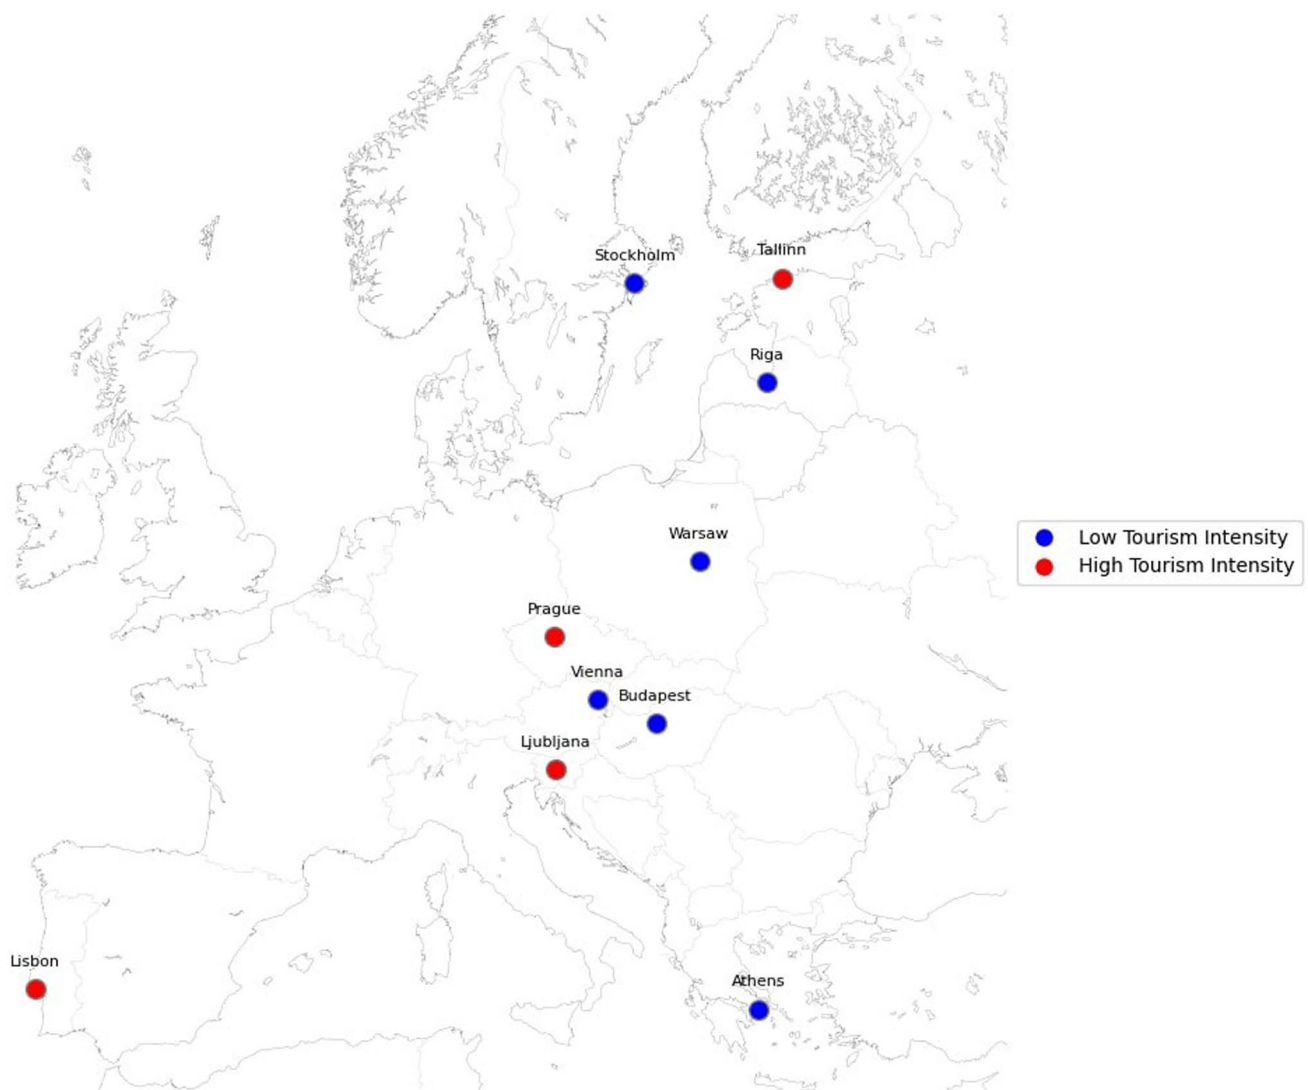 Stockholm
Tallinn
Riga
Warsaw
Low Tourism Intensity
High Tourism Intensity
Prague
Vienna
Budapest
Ljubljana
Lisbon
Athens